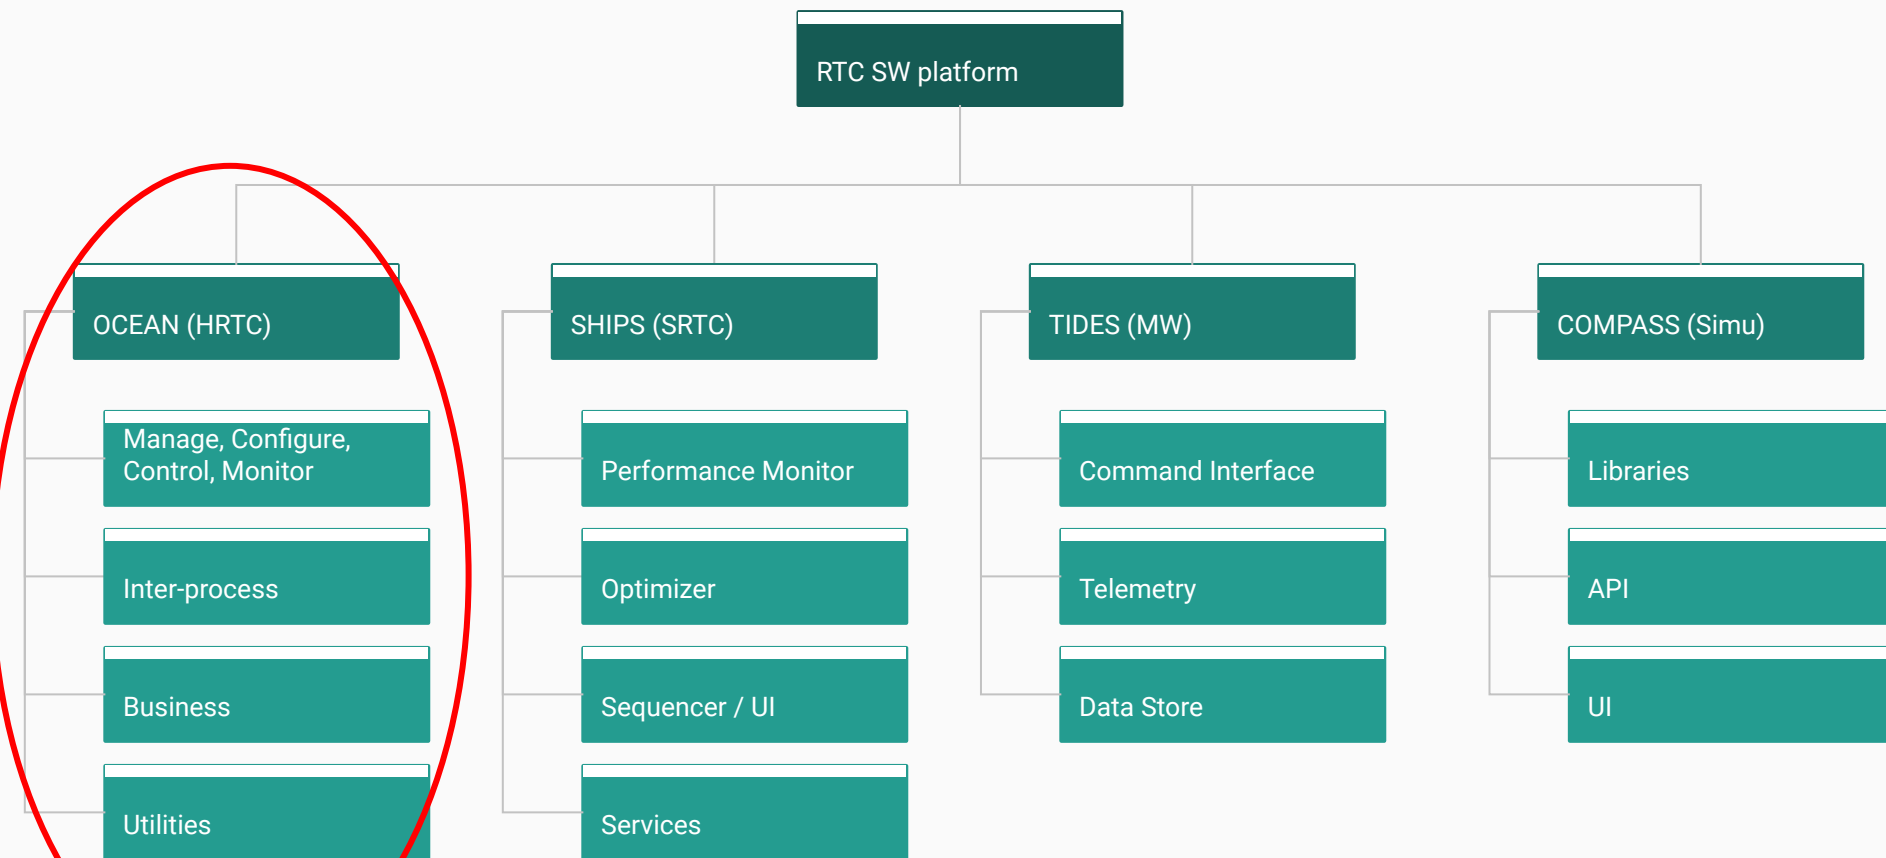 RTC SW platform
OCEAN (HRTC)
Manage, Configure,
Control, Monitor
Inter-process
Business
Utilities
SHIPS (SRTC)
Performance Monitor
Optimizer
Sequencer / UI
Services
TIDES (MW)
Command Interface
Telemetry
Data Store
COMPASS (Simu)
Libraries
API
UI